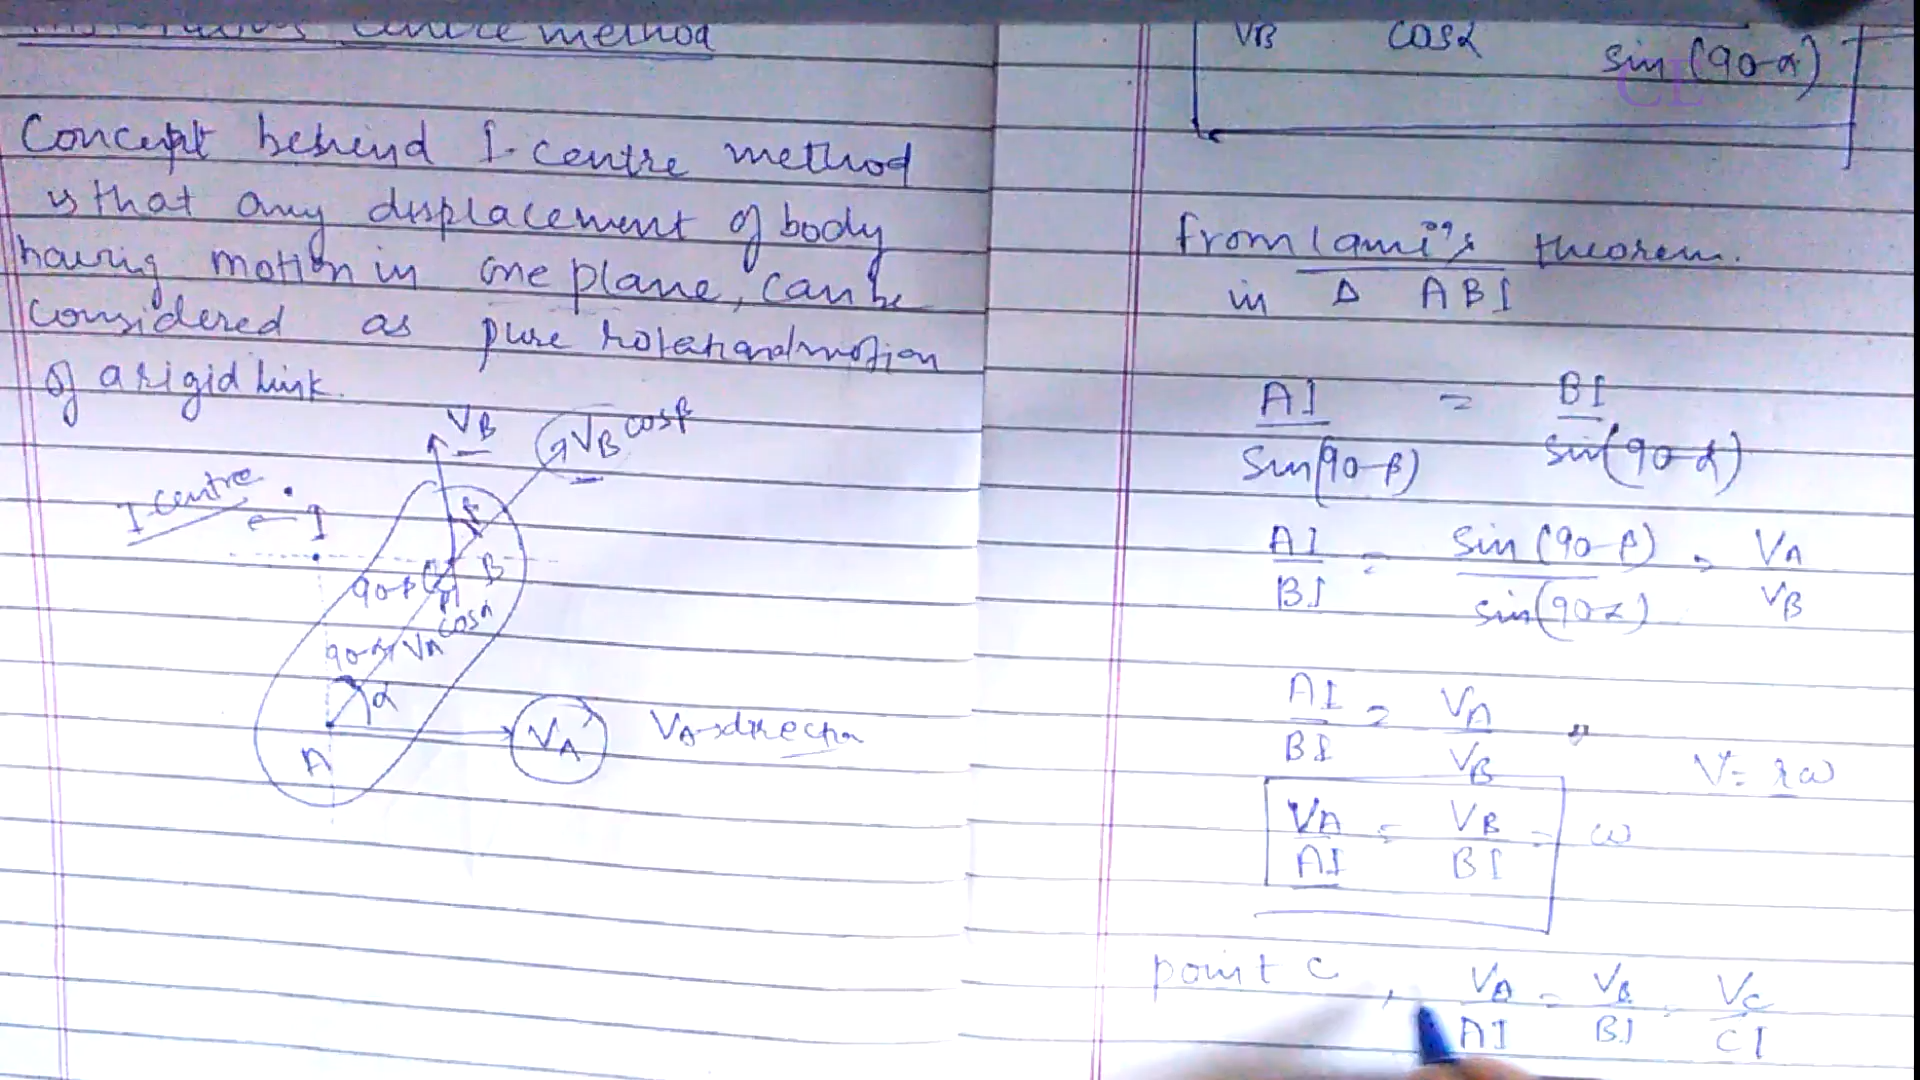 centre method
Concept behind I-centre method
is that any displacement of body
having motion in one plane, can be
considered as pure rotational motion
of a rigid link.
VB
VB cosβ
I centre
I
β
B
90-β
VA cosα
90-α
α
A
VA
VA→direction
VB cosα sin(90-α)
CE
from lami's theorem.
in Δ ABI
AI = BI
sin(90-β) sin(90-α)
AI = sin(90-β) = VA
BI sin(90-α) VB
AI = VA
BI VB
V=rω
VA = VB = ω
AI BI
point C, VA = VB = VC
AI BI CI